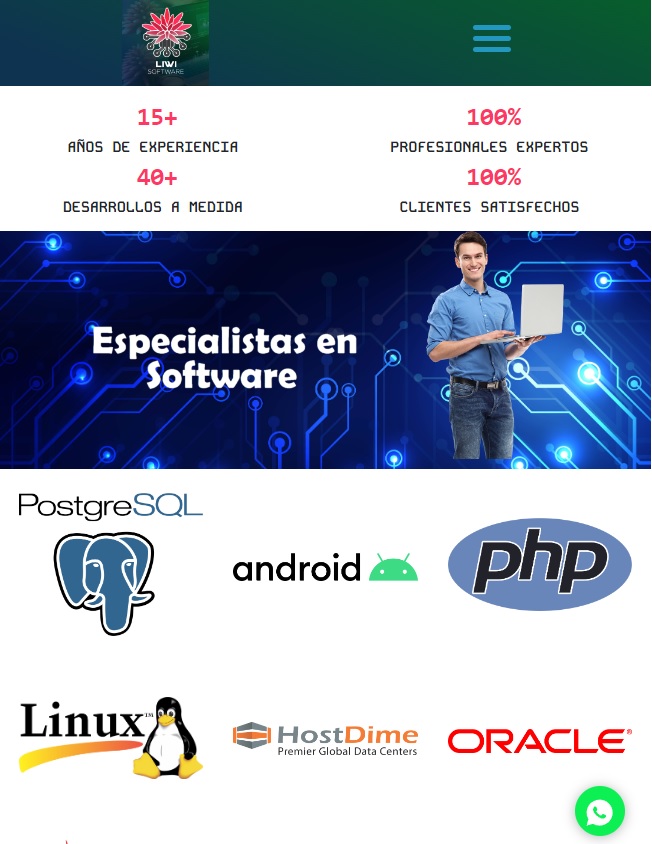 LIWI
SOFTWARE
15+
AÑOS DE EXPERIENCIA
100%
PROFESIONALES EXPERTOS
40+
DESARROLLOS A MEDIDA
100%
CLIENTES SATISFECHOS
Especialistas en
Software
PostgreSQL
android
php
Linux™
HostDime
Premier Global Data Centers
ORACLE®